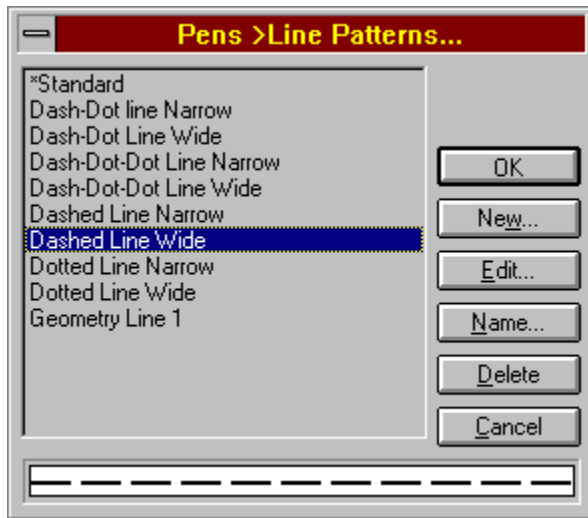 Pens >Line Patterns...
*Standard
Dash-Dot line Narrow
Dash-Dot Line Wide
Dash-Dot-Dot Line Narrow
Dash-Dot-Dot Line Wide
Dashed Line Narrow
Dashed Line Wide
Dotted Line Narrow
Dotted Line Wide
Geometry Line 1
OK
New...
Edit...
Name...
Delete
Cancel